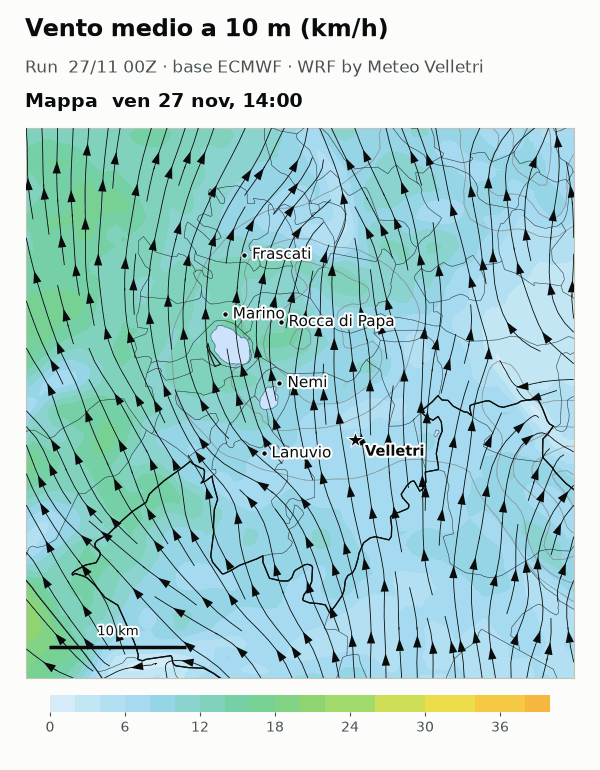 Vento medio a 10 m (km/h)
Run 27/11 00Z · base ECMWF · WRF by Meteo Velletri
Mappa ven 27 nov, 14:00
Frascati
Marino
Rocca di Papa
Nemi
Lanuvio
Velletri
10 km
0 6 12 18 24 30 36